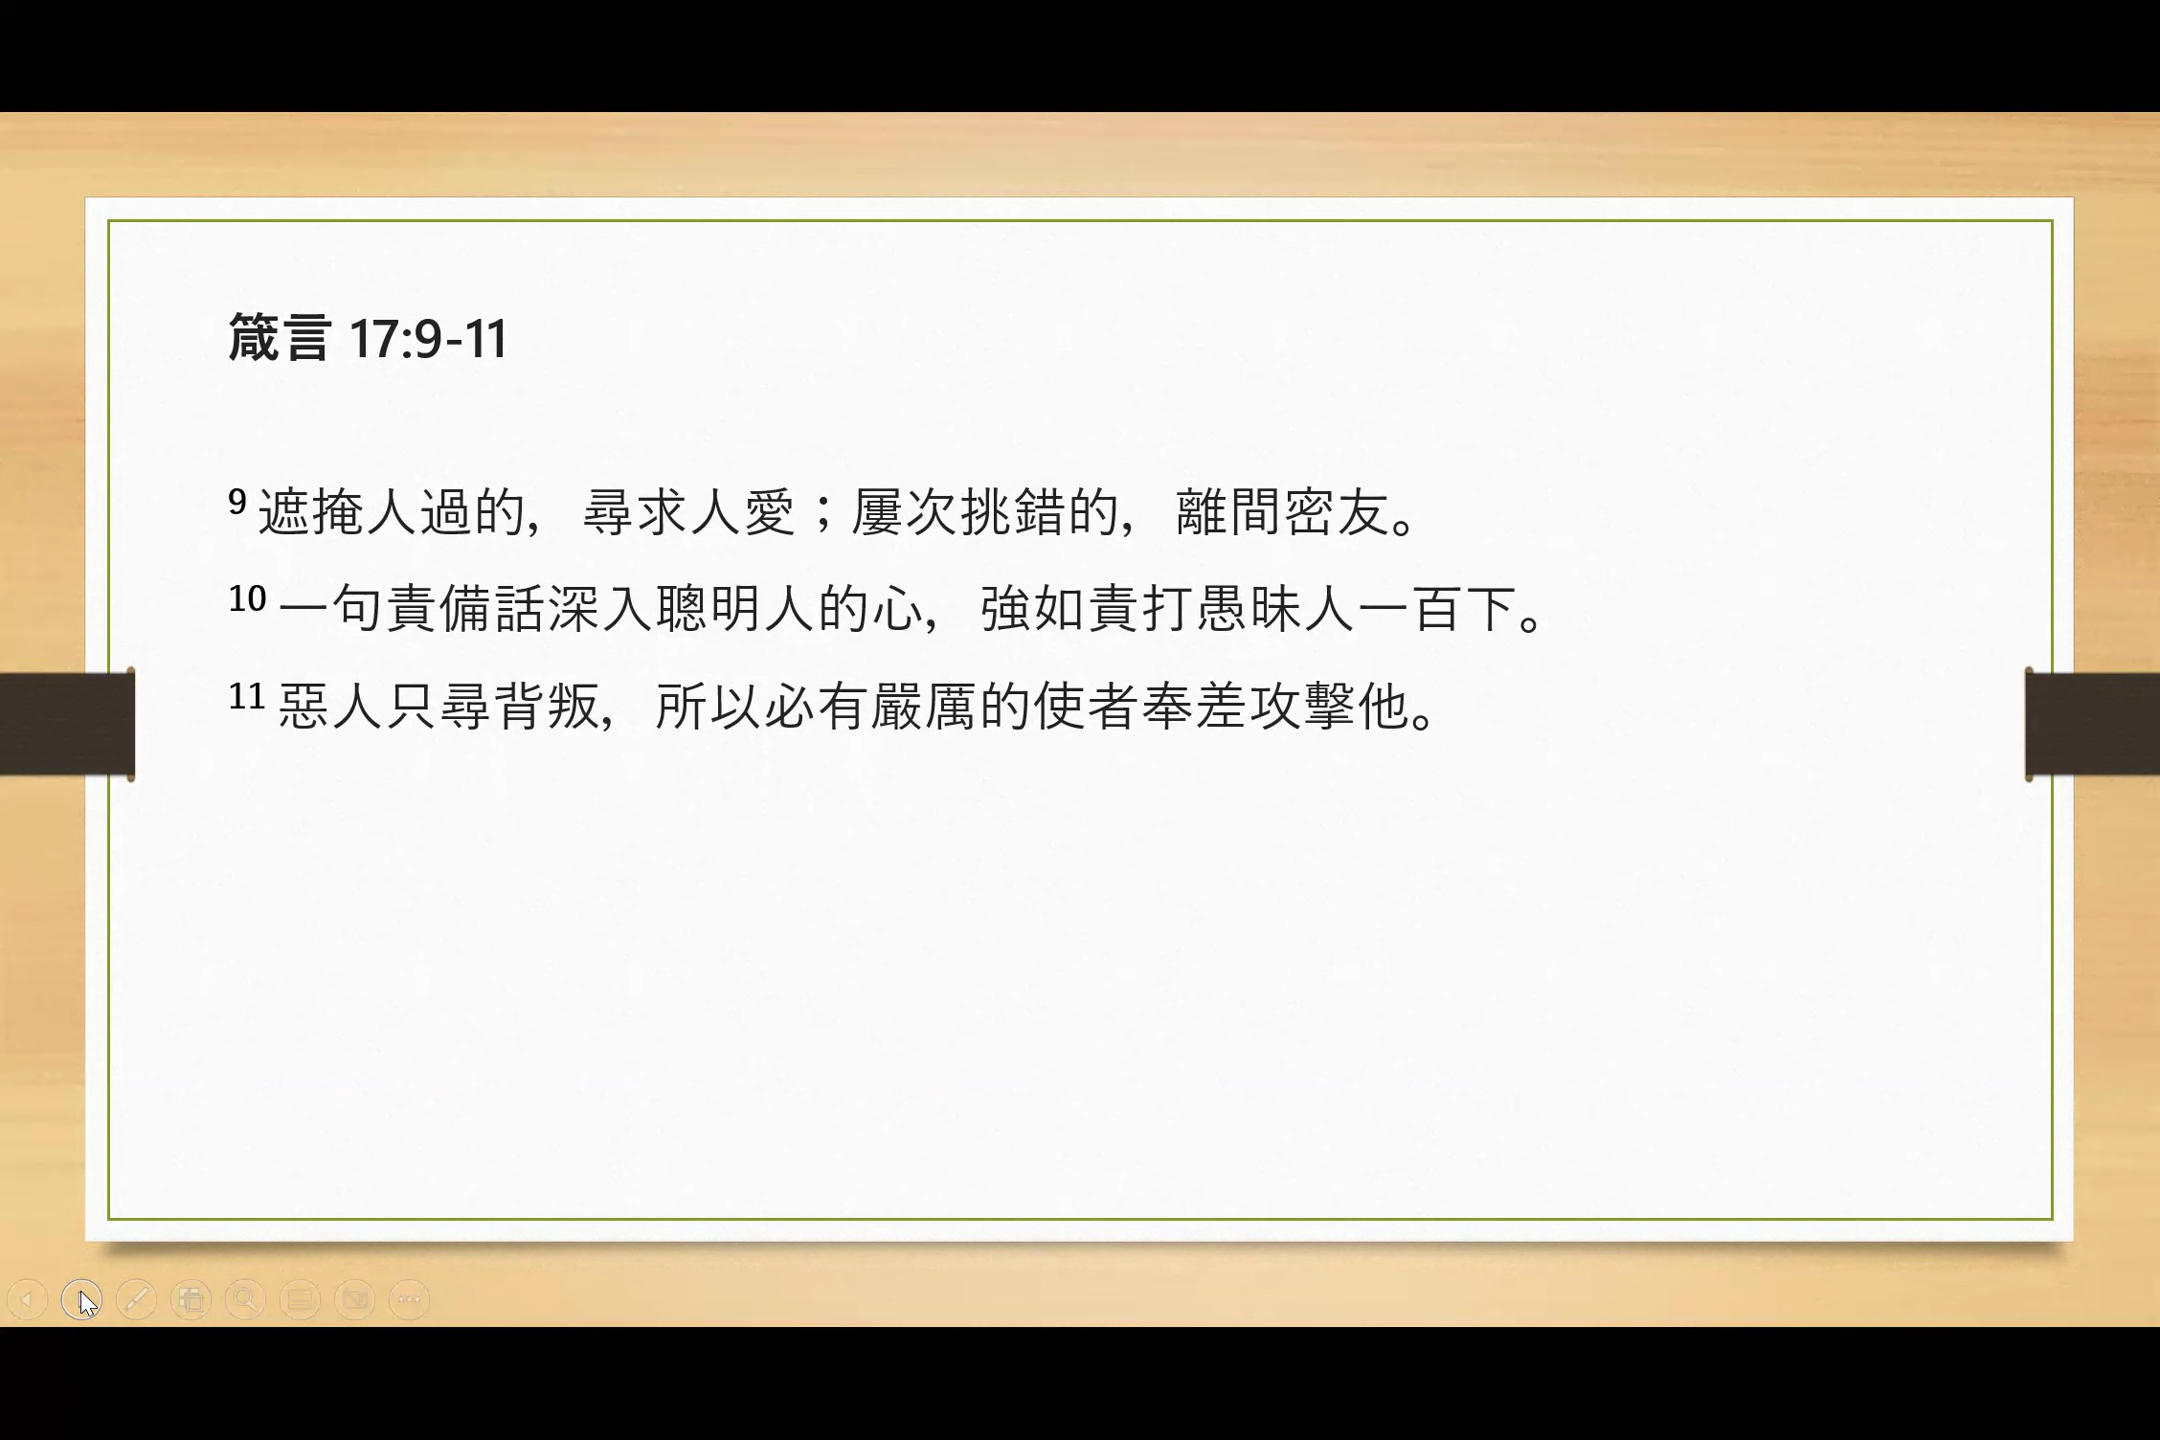 箴言 17:9-11
9 遮掩人過的，尋求人愛；屢次挑錯的，離間密友。
10 一句責備話深入聰明人的心，強如責打愚昧人一百下。
11 惡人只尋背叛，所以必有嚴厲的使者奉差攻擊他。